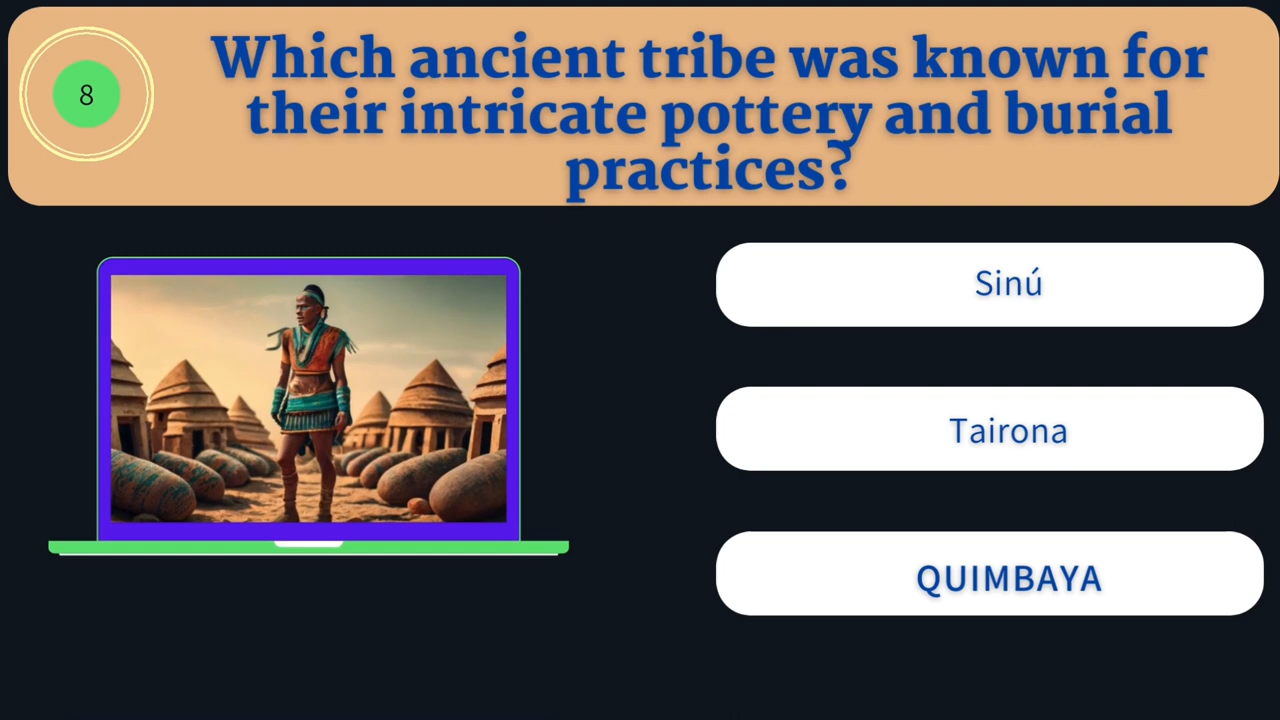 8
Which ancient tribe was known for
their intricate pottery and burial
practices?
Sinú
Tairona
QUIMBAYA